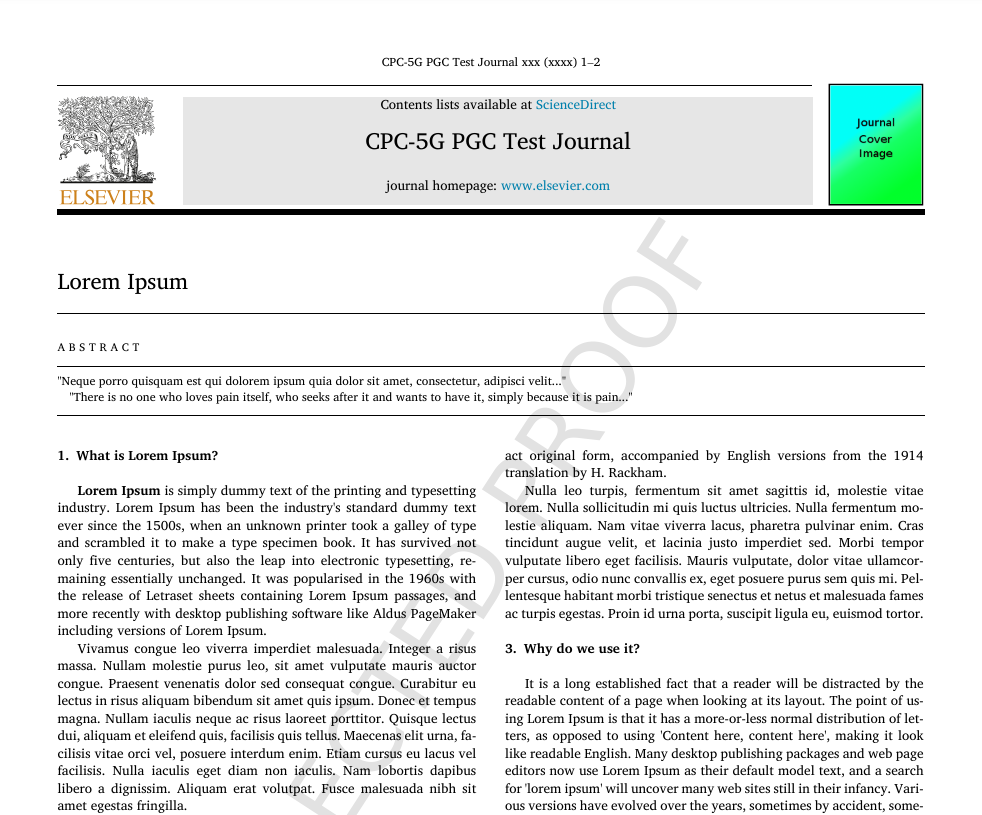 CPC-5G PGC Test Journal xxx (xxxx) 1–2
Contents lists available at ScienceDirect
CPC-5G PGC Test Journal
journal homepage: www.elsevier.com
ELSEVIER
Journal
Cover
Image
Lorem Ipsum
ABSTRACT
"Neque porro quisquam est qui dolorem ipsum quia dolor sit amet, consectetur, adipisci velit..."
"There is no one who loves pain itself, who seeks after it and wants to have it, simply because it is pain..."
1. What is Lorem Ipsum?
Lorem Ipsum is simply dummy text of the printing and typesetting
industry. Lorem Ipsum has been the industry's standard dummy text
ever since the 1500s, when an unknown printer took a galley of type
and scrambled it to make a type specimen book. It has survived not
only five centuries, but also the leap into electronic typesetting, re-
maining essentially unchanged. It was popularised in the 1960s with
the release of Letraset sheets containing Lorem Ipsum passages, and
more recently with desktop publishing software like Aldus PageMaker
including versions of Lorem Ipsum.
Vivamus congue leo viverra imperdiet malesuada. Integer a risus
massa. Nullam molestie purus leo, sit amet vulputate mauris auctor
congue. Praesent venenatis dolor sed consequat congue. Curabitur eu
lectus in risus aliquam bibendum sit amet quis ipsum. Donec et tempus
magna. Nullam iaculis neque ac risus laoreet porttitor. Quisque lectus
dui, aliquam et eleifend quis, facilisis quis tellus. Maecenas elit urna, fa-
cilisis vitae orci vel, posuere interdum enim. Etiam cursus eu lacus vel
facilisis. Nulla iaculis eget diam non iaculis. Nam lobortis dapibus
libero a dignissim. Aliquam erat volutpat. Fusce malesuada nibh sit
amet egestas fringilla.
act original form, accompanied by English versions from the 1914
translation by H. Rackham.
Nulla leo turpis, fermentum sit amet sagittis id, molestie vitae
lorem. Nulla sollicitudin mi quis luctus ultricies. Nulla fermentum mo-
lestie aliquam. Nam vitae viverra lacus, pharetra pulvinar enim. Cras
tincidunt augue velit, et lacinia justo imperdiet sed. Morbi tempor
vulputate libero eget facilisis. Mauris vulputate, dolor vitae ullamcor-
per cursus, odio nunc convallis ex, eget posuere purus sem quis mi. Pel-
lentesque habitant morbi tristique senectus et netus et malesuada fames
ac turpis egestas. Proin id urna porta, suscipit ligula eu, euismod tortor.
3. Why do we use it?
It is a long established fact that a reader will be distracted by the
readable content of a page when looking at its layout. The point of us-
ing Lorem Ipsum is that it has a more-or-less normal distribution of let-
ters, as opposed to using 'Content here, content here', making it look
like readable English. Many desktop publishing packages and web page
editors now use Lorem Ipsum as their default model text, and a search
for 'lorem ipsum' will uncover many web sites still in their infancy. Vari-
ous versions have evolved over the years, sometimes by accident, some-
ECTED PROOF